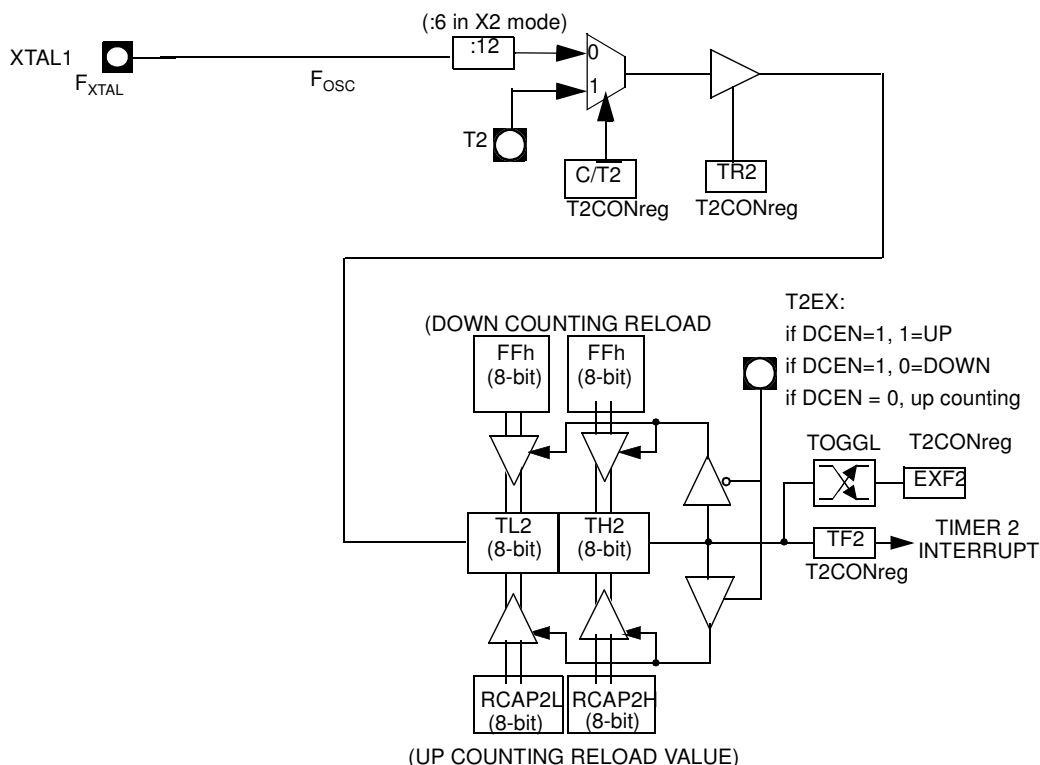 (:6 in X2 mode)
XTAL1
:12
0
F_XTAL
F_OSC
1
T2
C/T2
TR2
T2CONreg
T2CONreg
T2EX:
(DOWN COUNTING RELOAD
if DCEN=1, 1=UP
FFh
(8-bit)
FFh
(8-bit)
if DCEN=1, 0=DOWN
if DCEN = 0, up counting
TOGGL
T2CONreg
EXF2
TL2
(8-bit)
TH2
(8-bit)
TF2
TIMER 2
INTERRUPT
T2CONreg
RCAP2L
(8-bit)
RCAP2H
(8-bit)
(UP COUNTING RELOAD VALUE)